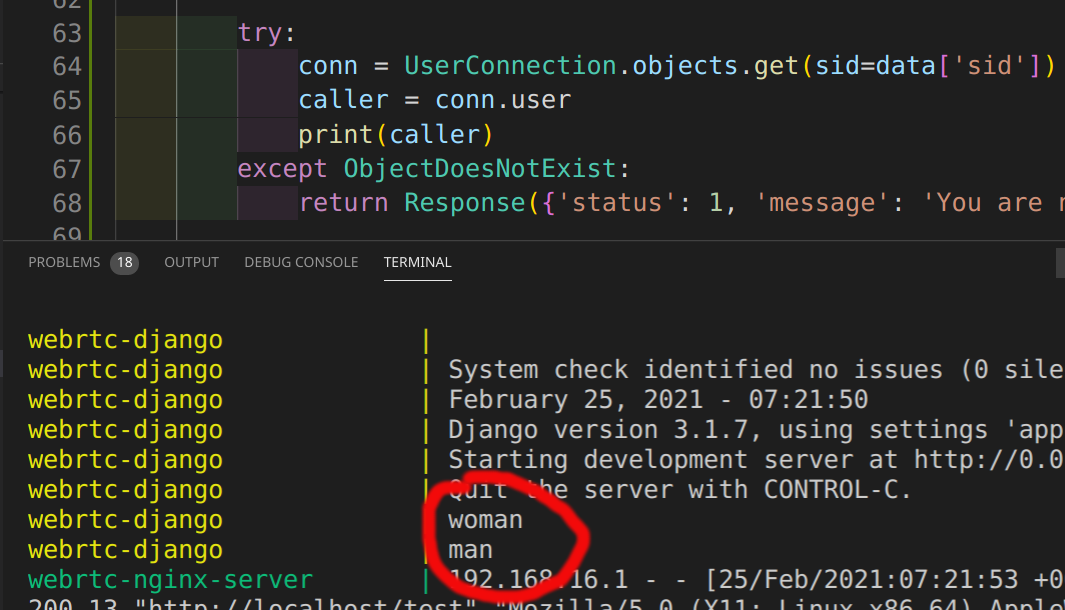 62
63 try:
64 conn = UserConnection.objects.get(sid=data['sid'])
65 caller = conn.user
66 print(caller)
67 except ObjectDoesNotExist:
68 return Response({'status': 1, 'message': 'You are
69
PROBLEMS 18 OUTPUT DEBUG CONSOLE TERMINAL
webrtc-django |
webrtc-django | System check identified no issues (0 sile
webrtc-django | February 25, 2021 - 07:21:50
webrtc-django | Django version 3.1.7, using settings 'app
webrtc-django | Starting development server at http://0.0
webrtc-django | Quit the server with CONTROL-C.
webrtc-django | woman
webrtc-django | man
webrtc-nginx-server | 192.168.16.1 - - [25/Feb/2021:07:21:53 +0
200 13 "http://localhost/test" "Mozilla/5.0 (X11; Linux x86_64) Apple